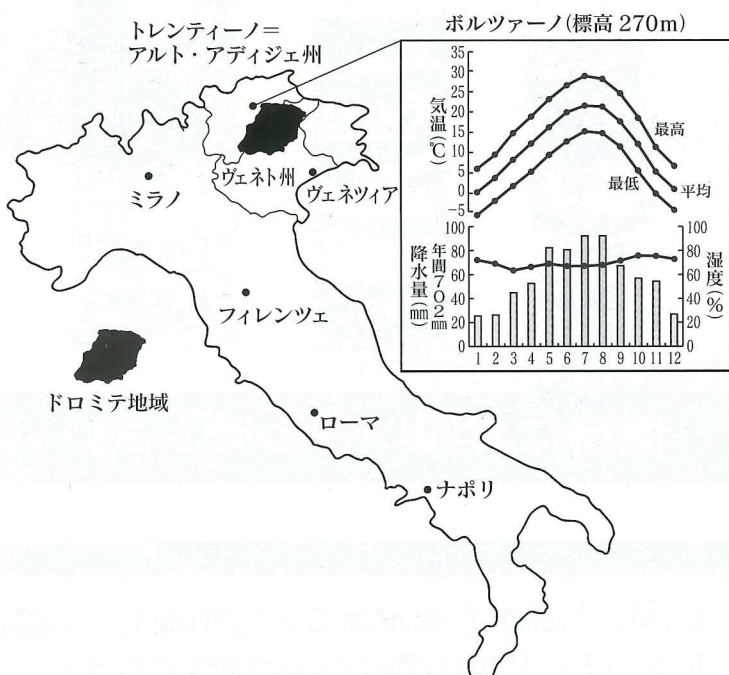 トレンティーノ＝
アルト・アディジェ州
ボルツァーノ(標高 270m)
気温(℃)
35
30
25
20
15
10
5
0
−5
最高
平均
最低
降水量(㎜)
年間702㎜
湿度(%)
100
80
60
40
20
0
100
80
60
40
20
0
1 2 3 4 5 6 7 8 9 10 11 12
ミラノ
ヴェネト州
ヴェネツィア
フィレンツェ
ドロミテ地域
ローマ
ナポリ